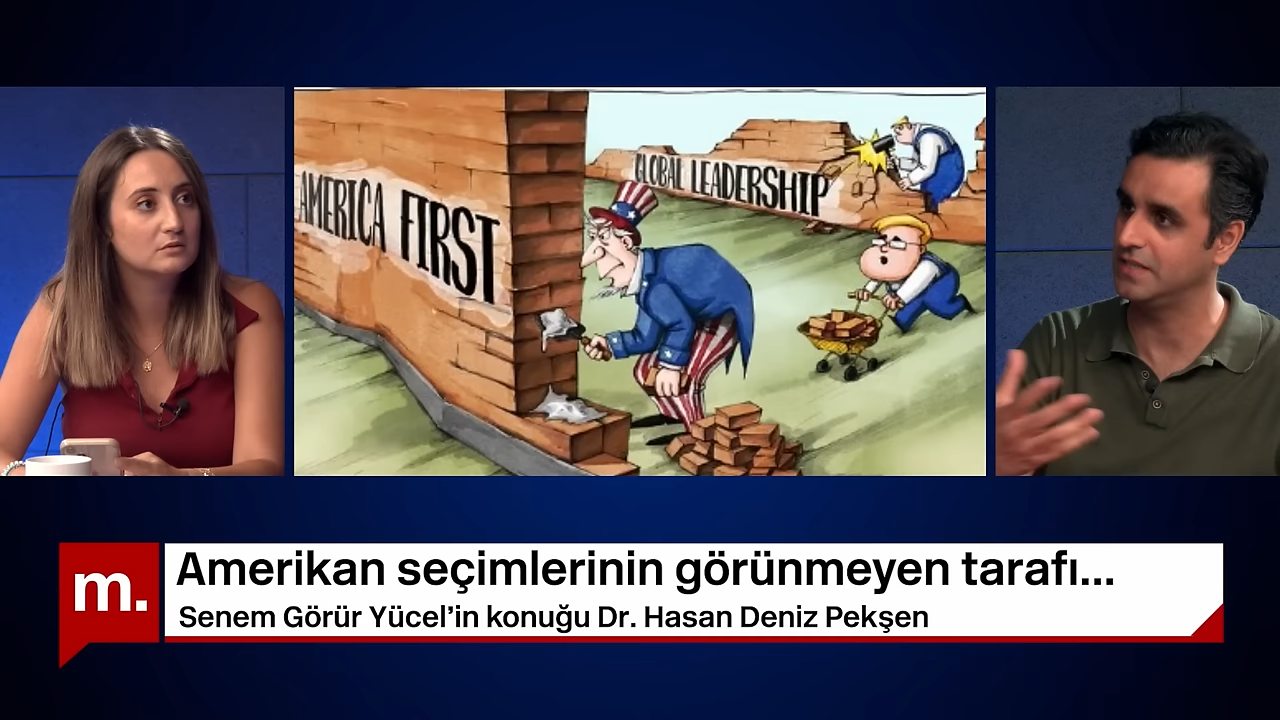 AMERICA FIRST
GLOBAL LEADERSHIP
m.
Amerikan seçimlerinin görünmeyen tarafı...
Senem Görür Yücel'in konuğu Dr. Hasan Deniz Pekşen